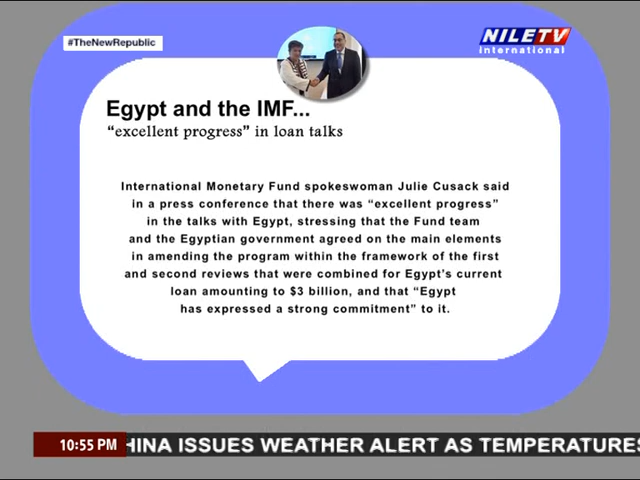 #TheNewRepublic
NILETV
international
Egypt and the IMF...
“excellent progress” in loan talks
International Monetary Fund spokeswoman Julie Cusack said
in a press conference that there was “excellent progress”
in the talks with Egypt, stressing that the Fund team
and the Egyptian government agreed on the main elements
in amending the program within the framework of the first
and second reviews that were combined for Egypt’s current
loan amounting to $3 billion, and that “Egypt
has expressed a strong commitment” to it.
10:55 PM
HINA ISSUES WEATHER ALERT AS TEMPERATURES